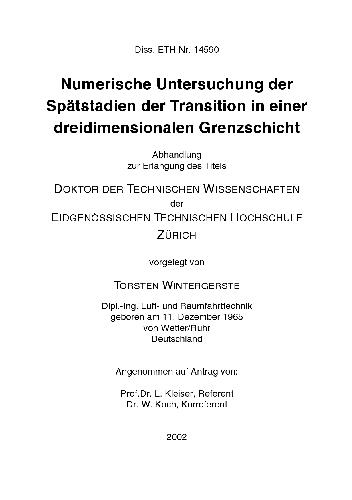 Diss. ETH Nr. 14590
Numerische Untersuchung der
Spätstadien der Transition in einer
dreidimensionalen Grenzschicht
Abhandlung
zur Erlangung des Titels
DOKTOR DER TECHNISCHEN WISSENSCHAFTEN
der
EIDGENÖSSISCHEN TECHNISCHEN HOCHSCHULE
ZÜRICH
vorgelegt von
TORSTEN WINTERGERSTE
Dipl.-Ing. Luft- und Raumfahrttechnik
geboren am 11. Dezember 1965
von Wetter/Ruhr
Deutschland
Angenommen auf Antrag von:
Prof.Dr. L. Kleiser, Referent
Dr. W. Koch, Korreferent
2002